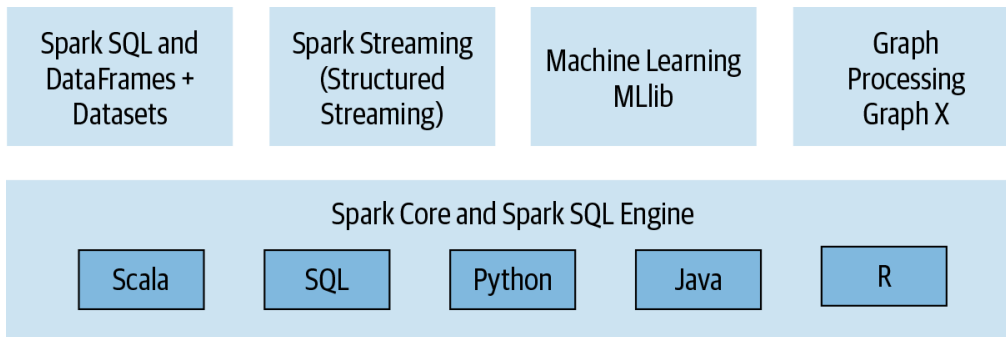 Spark SQL and
DataFrames +
Datasets
Spark Streaming
(Structured
Streaming)
Machine Learning
MLlib
Graph
Processing
Graph X
Spark Core and Spark SQL Engine
Scala
SQL
Python
Java
R